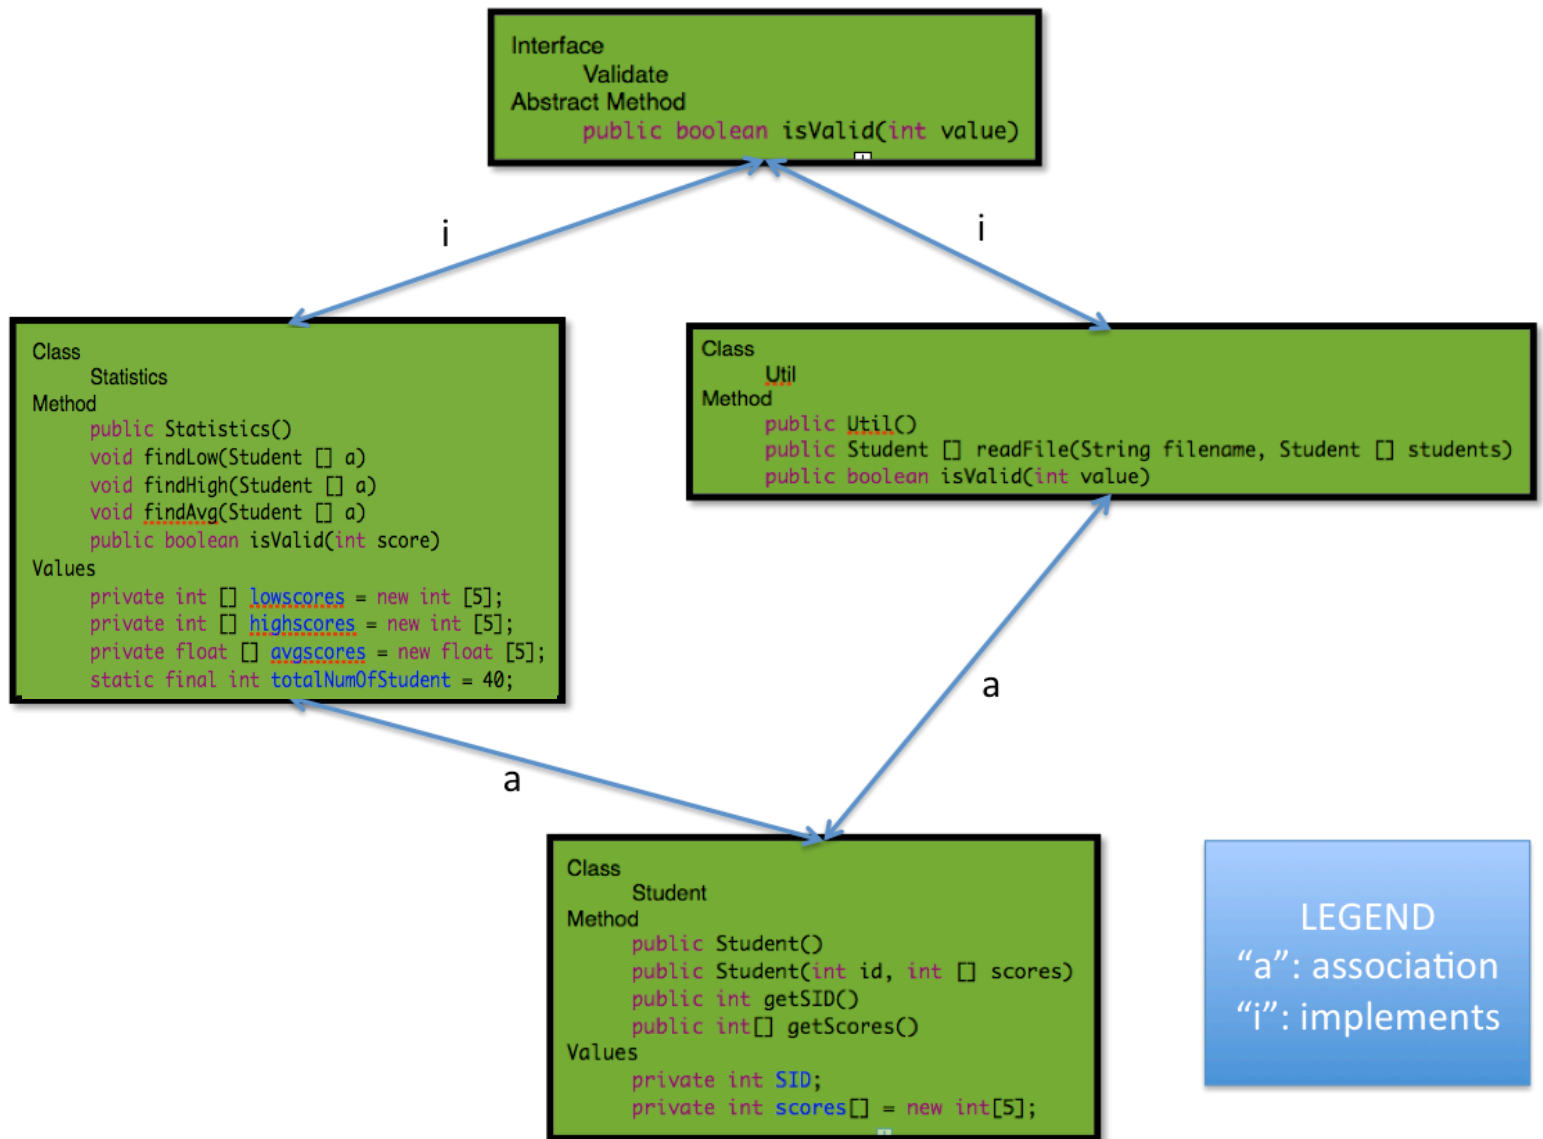 Interface
Validate
Abstract Method
public boolean isValid(int value)
i
i
Class
Statistics
Method
public Statistics()
void findLow(Student [] a)
void findHigh(Student [] a)
void findAvg(Student [] a)
public boolean isValid(int score)
Values
private int [] lowscores = new int [5];
private int [] highscores = new int [5];
private float [] avgscores = new float [5];
static final int totalNumOfStudent = 40;
Class
Util
Method
public Util()
public Student [] readFile(String filename, Student [] students)
public boolean isValid(int value)
a
a
Class
Student
Method
public Student()
public Student(int id, int [] scores)
public int getSID()
public int[] getScores()
Values
private int SID;
private int scores[] = new int[5];
LEGEND
“a”: association
“i”: implements